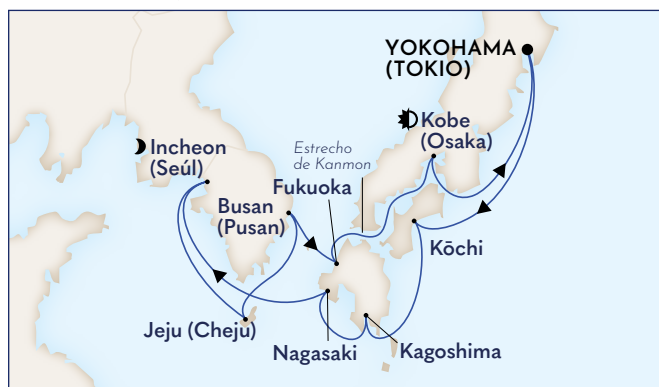 YOKOHAMA
(TOKIO)
Kobe
(Osaka)
Estrecho
de Kanmon
Incheon
(Seúl)
Fukuoka
Busan
(Pusan)
Kōchi
Jeju (Cheju)
Nagasaki
Kagoshima